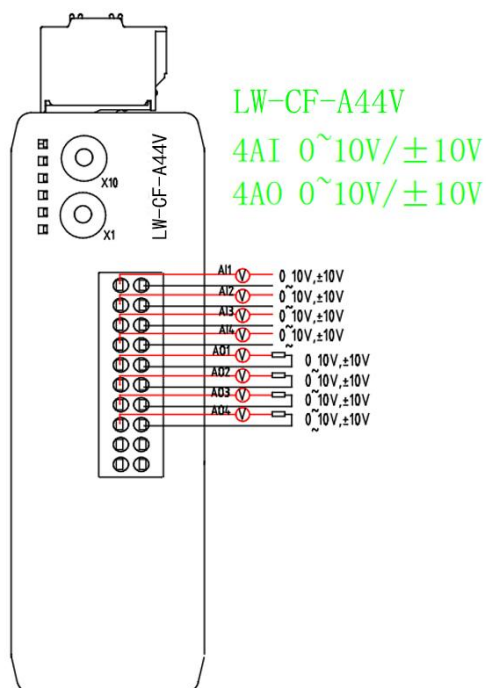 LW-CF-A44V
4AI 0~10V/±10V
4AO 0~10V/±10V
LW-CF-A44V
X10
X1
AI1 V 0~10V,±10V
AI2 V 0~10V,±10V
AI3 V 0~10V,±10V
AI4 V 0~10V,±10V
AO1 V 0~10V,±10V
AO2 V 0~10V,±10V
AO3 V 0~10V,±10V
AO4 V 0~10V,±10V